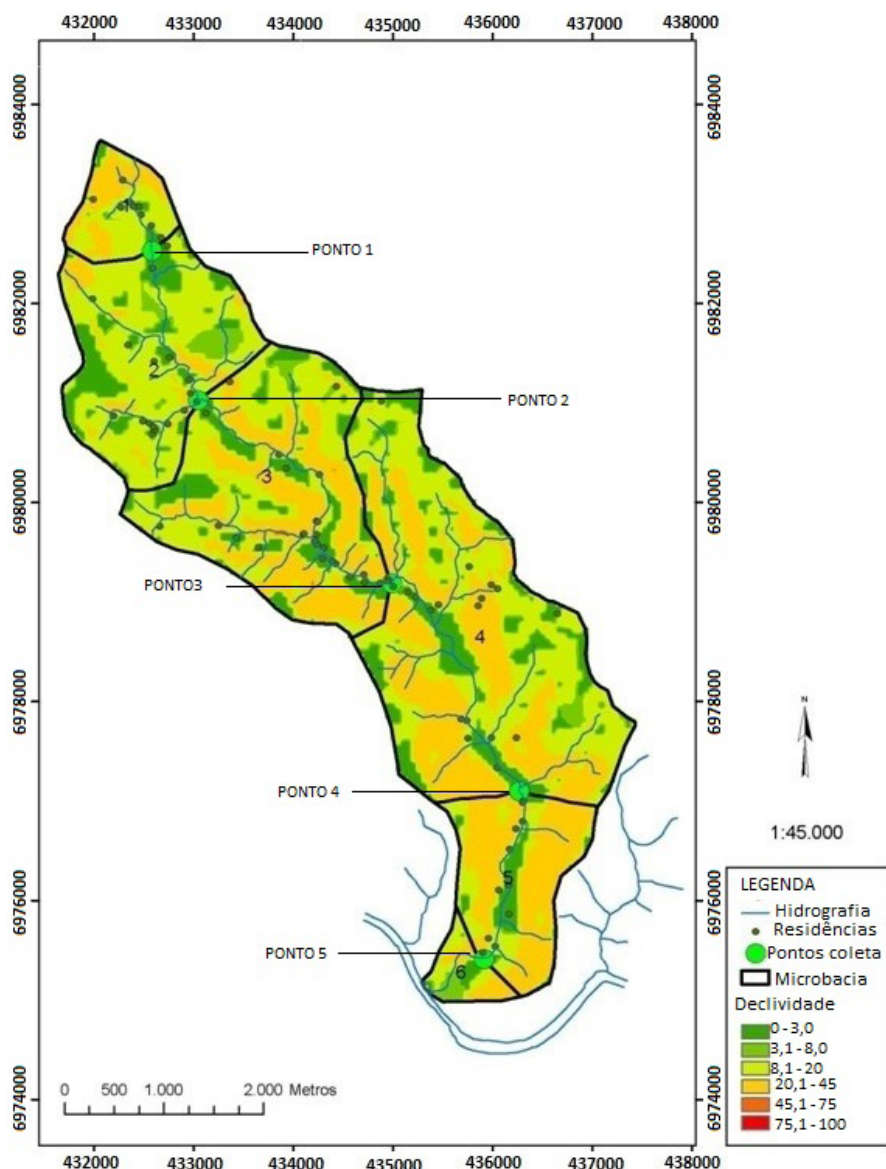 432000 433000 434000 435000 436000 437000 438000
6984000 6984000
1
PONTO 1
6982000 6982000
2
PONTO 2
3
6980000 6980000
PONTO3
4
6978000 6978000
N
PONTO 4
1:45.000
5
6976000 6976000
PONTO 5
6
LEGENDA
Hidrografia
Residências
Pontos coleta
Microbacia
Declividade
0 - 3,0
3,1 - 8,0
8,1 - 20
20,1 - 45
45,1 - 75
75,1 - 100
0 500 1.000 2.000 Metros
6974000 6974000
432000 433000 434000 435000 436000 437000 438000